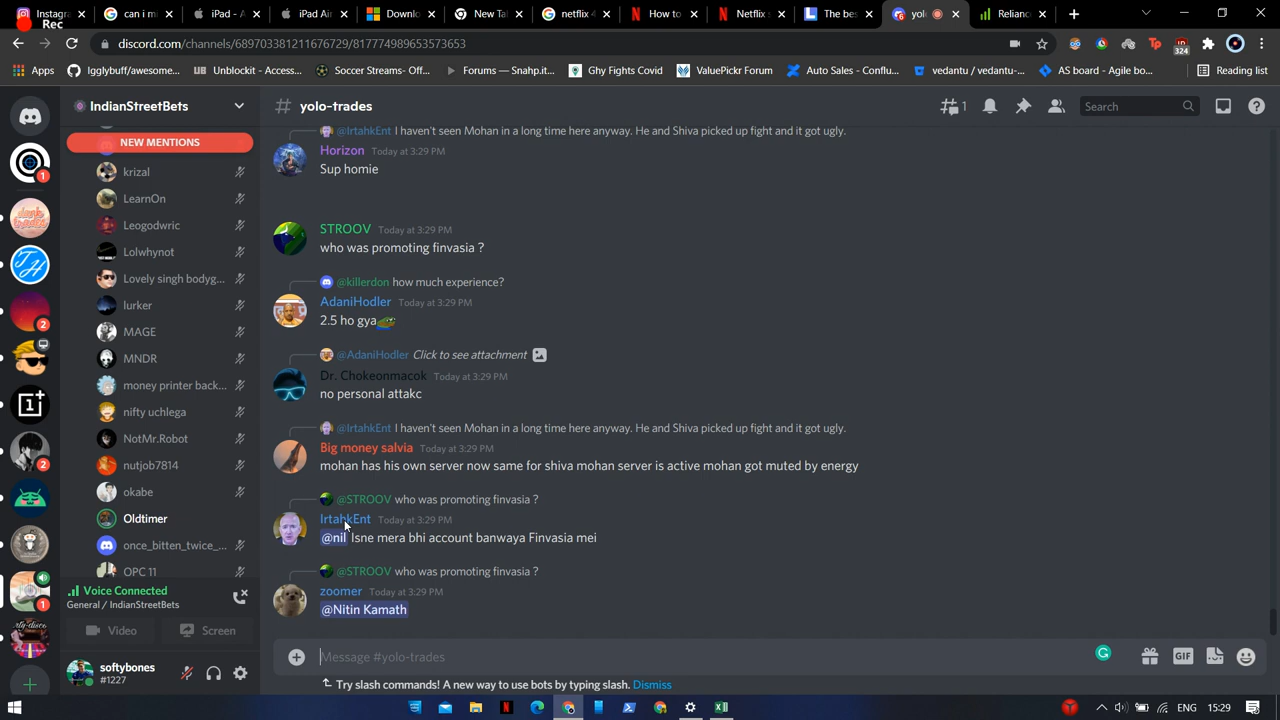 Rec
Instagr
can i mi
iPad - A
iPad Air
Downlo
New Tal
netflix 4
How to
Netflixe
The bes
yolo
Reliance
discord.com/channels/689703381211676729/817774989653573653
324
Apps
Igglybuff/awesome...
Unblockit - Access...
Soccer Streams- Off...
Forums — Snahp.it...
Ghy Fights Covid
ValuePickr Forum
Auto Sales - Conflu...
vedantu / vedantu-...
AS board - Agile bo...
Reading list
IndianStreetBets
yolo-trades
1
Search
NEW MENTIONS
krizal
LearnOn
Leogodwric
Lolwhynot
Lovely singh bodyg...
lurker
MAGE
MNDR
money printer back...
nifty uchlega
NotMr.Robot
nutjob7814
okabe
Oldtimer
once_bitten_twice_...
OPC 11
Voice Connected
General / IndianStreetBets
Video
Screen
softybones
#1227
@IrtahkEnt I haven't seen Mohan in a long time here anyway. He and Shiva picked up fight and it got ugly.
Horizon Today at 3:29 PM
Sup homie
STROOV Today at 3:29 PM
who was promoting finvasia ?
@killerdon how much experience?
AdaniHodler Today at 3:29 PM
2.5 ho gya
@AdaniHodler Click to see attachment
Dr. Chokeonmacok Today at 3:29 PM
no personal attakc
@IrtahkEnt I haven't seen Mohan in a long time here anyway. He and Shiva picked up fight and it got ugly.
Big money salvia Today at 3:29 PM
mohan has his own server now same for shiva mohan server is active mohan got muted by energy
@STROOV who was promoting finvasia ?
IrtahkEnt Today at 3:29 PM
@nil Isne mera bhi account banwaya Finvasia mei
@STROOV who was promoting finvasia ?
zoomer Today at 3:29 PM
@Nitin Kamath
Message #yolo-trades
GIF
Try slash commands! A new way to use bots by typing slash. Dismiss
ENG 15:29